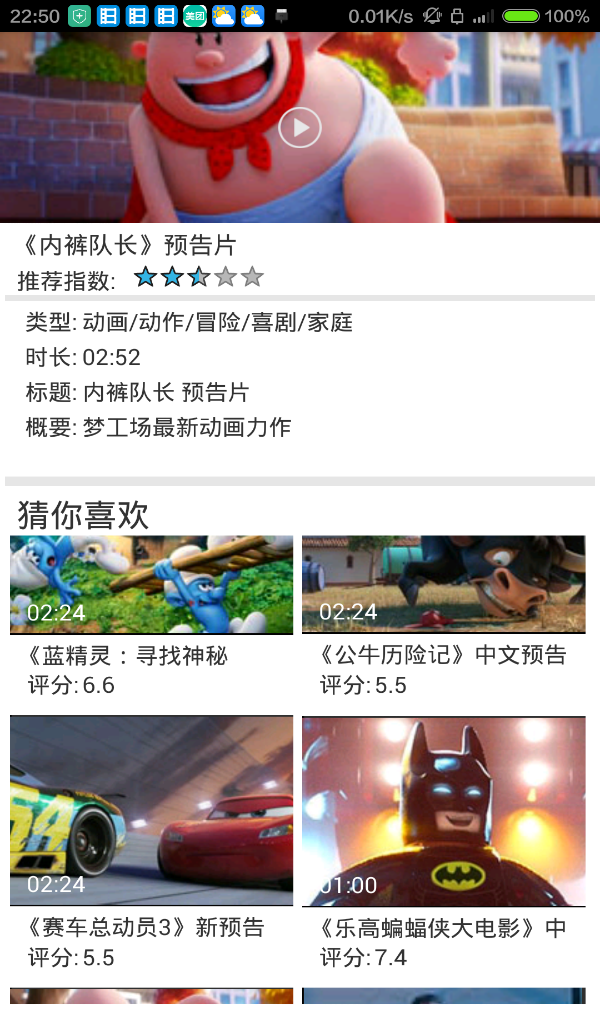 22:50 美团 0.01K/s 100%
《内裤队长》预告片
推荐指数:
类型: 动画/动作/冒险/喜剧/家庭
时长: 02:52
标题: 内裤队长 预告片
概要: 梦工场最新动画力作
猜你喜欢
02:24 02:24
《蓝精灵：寻找神秘 《公牛历险记》中文预告
评分: 6.6 评分: 5.5
02:24 01:00
《赛车总动员3》新预告 《乐高蝙蝠侠大电影》中
评分: 5.5 评分: 7.4